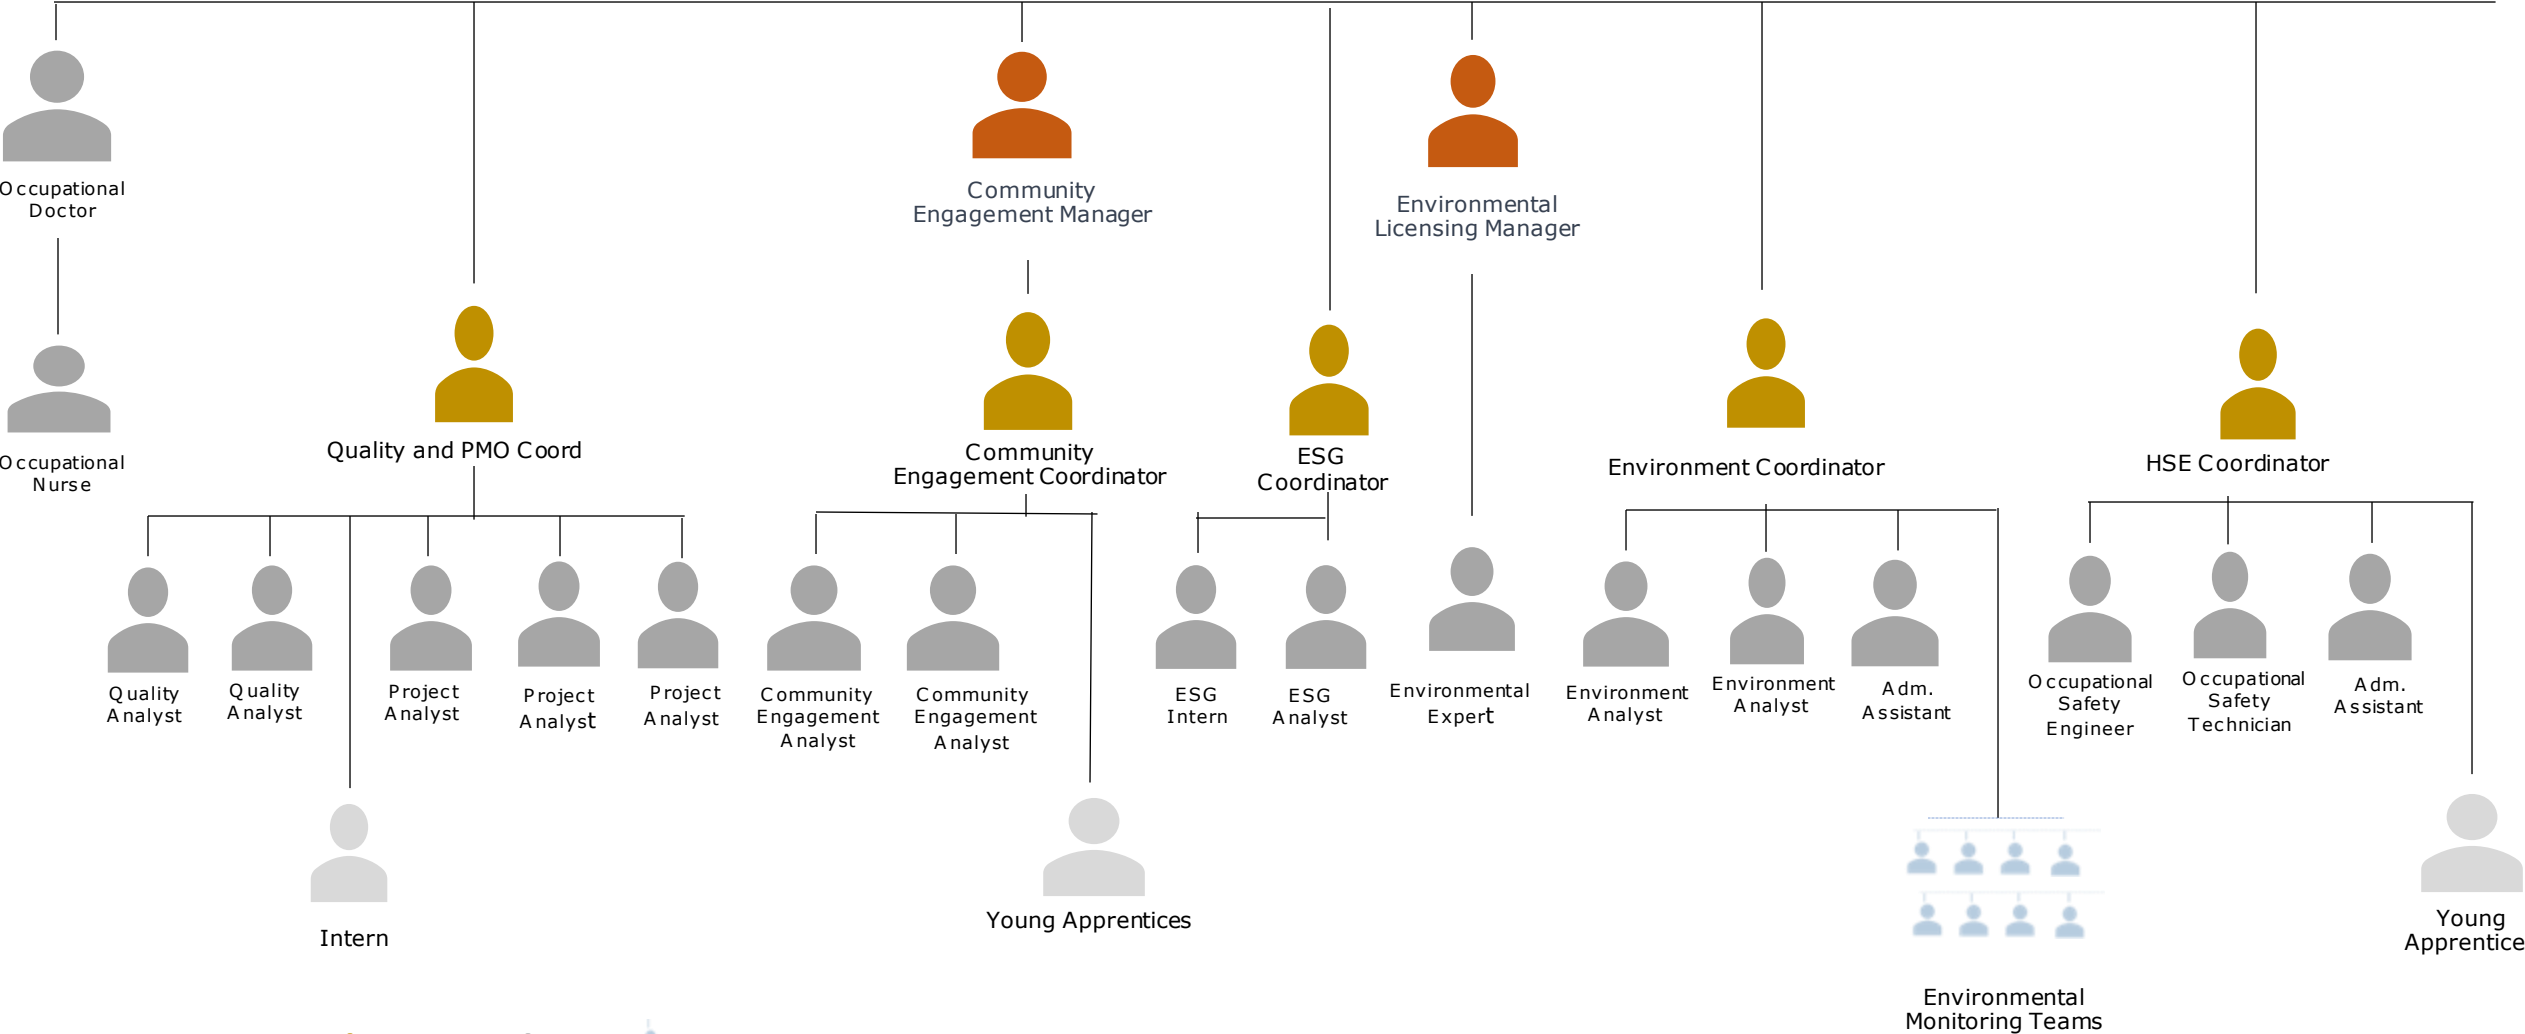 Occupational
Doctor
Community
Engagement Manager
Environmental
Licensing Manager
Occupational
Nurse
Quality and PMO Coord
Community
Engagement Coordinator
ESG
Coordinator
Environment Coordinator
HSE Coordinator
Quality
Analyst
Quality
Analyst
Project
Analyst
Project
Analyst
Project
Analyst
Community
Engagement
Analyst
Community
Engagement
Analyst
ESG
Intern
ESG
Analyst
Environmental
Expert
Environment
Analyst
Environment
Analyst
Adm.
Assistant
Occupational
Safety
Engineer
Occupational
Safety
Technician
Adm.
Assistant
Intern
Young Apprentices
Young
Apprentice
Environmental
Monitoring Teams